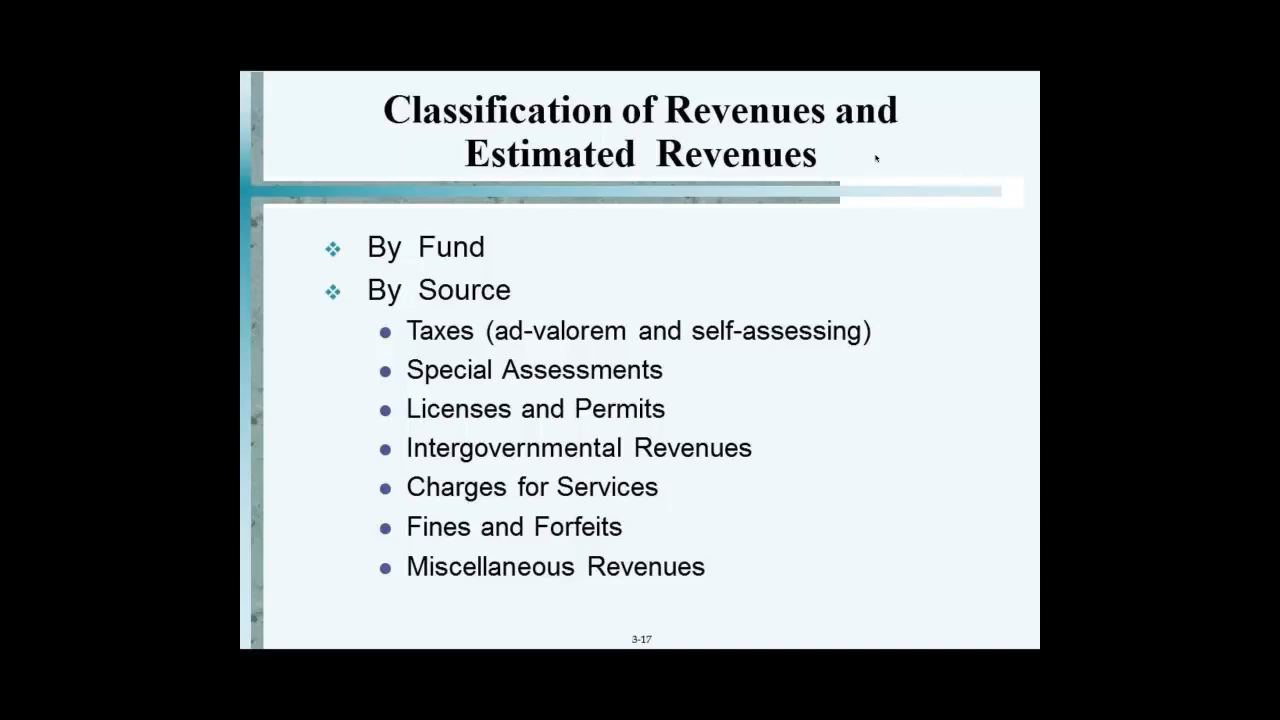 Classification of Revenues and
Estimated Revenues
By Fund
By Source
Taxes (ad-valorem and self-assessing)
Special Assessments
Licenses and Permits
Intergovernmental Revenues
Charges for Services
Fines and Forfeits
Miscellaneous Revenues
3-17